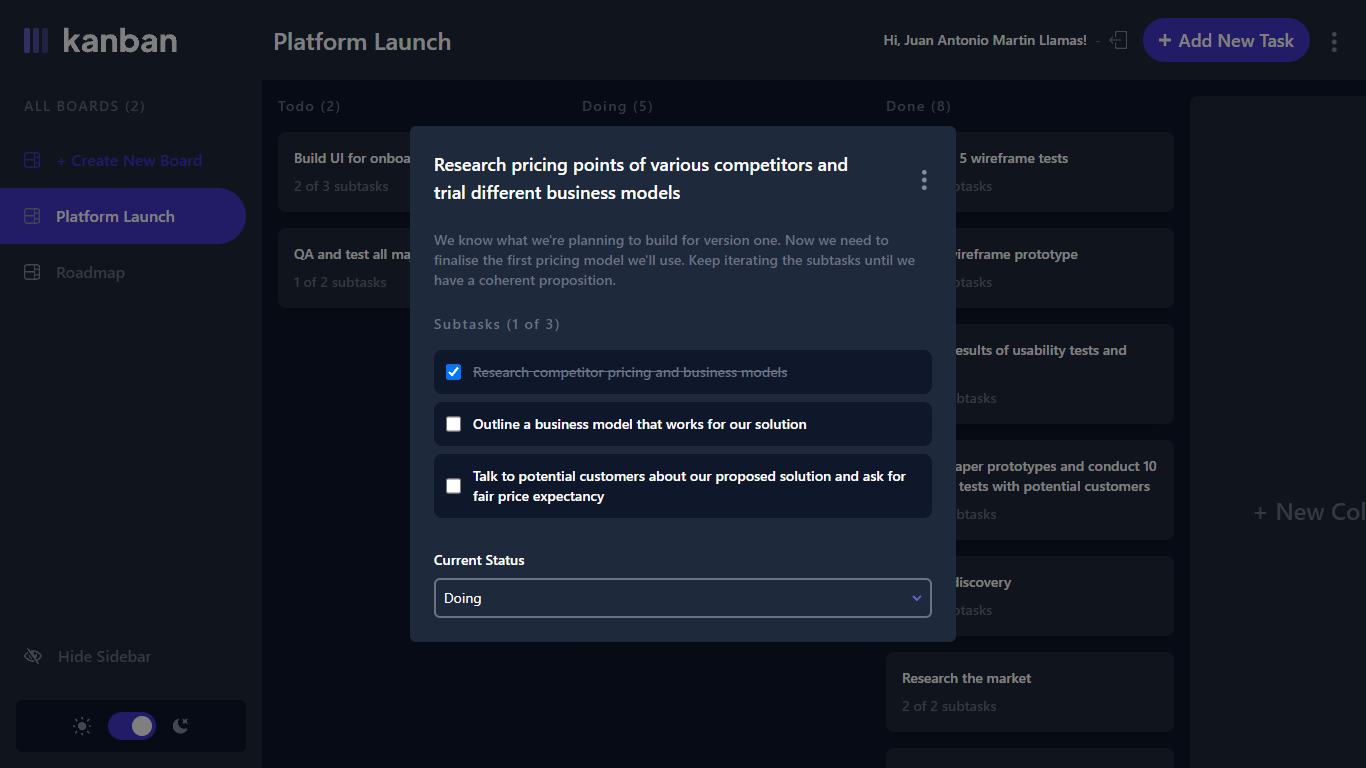 kanban
Platform Launch
Hi, Juan Antonio Martin Llamas! -
+ Add New Task
ALL BOARDS (2)
+ Create New Board
Platform Launch
Roadmap
Hide Sidebar
Todo (2)
Build UI for onboa
2 of 3 subtasks
QA and test all ma
1 of 2 subtasks
Doing (5)
Research pricing points of various competitors and
trial different business models
We know what we're planning to build for version one. Now we need to
finalise the first pricing model we'll use. Keep iterating the subtasks until we
have a coherent proposition.
Subtasks (1 of 3)
Research competitor pricing and business models
Outline a business model that works for our solution
Talk to potential customers about our proposed solution and ask for
fair price expectancy
Current Status
Doing
Done (8)
5 wireframe tests
btasks
wireframe prototype
btasks
esults of usability tests and
btasks
aper prototypes and conduct 10
tests with potential customers
btasks
discovery
btasks
Research the market
2 of 2 subtasks
+ New Col